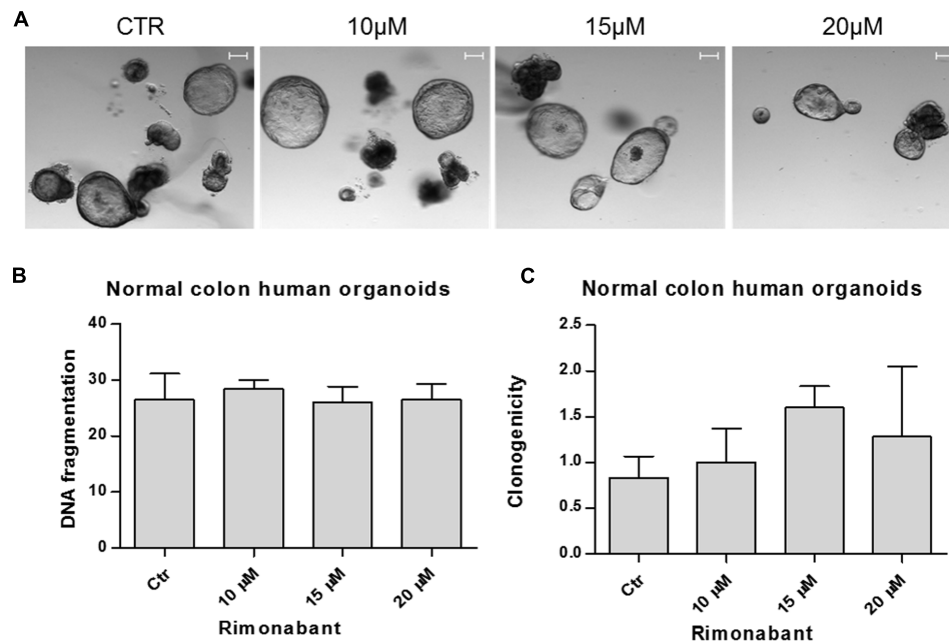 A
CTR
10µM
15µM
20µM
B
Normal colon human organoids
DNA fragmentation
40
30
20
10
0
Ctr
10 µM
15 µM
20 µM
Rimonabant
C
Normal colon human organoids
Clonogenicity
2.5
2.0
1.5
1.0
0.5
0.0
Ctr
10 µM
15 µM
20 µM
Rimonabant